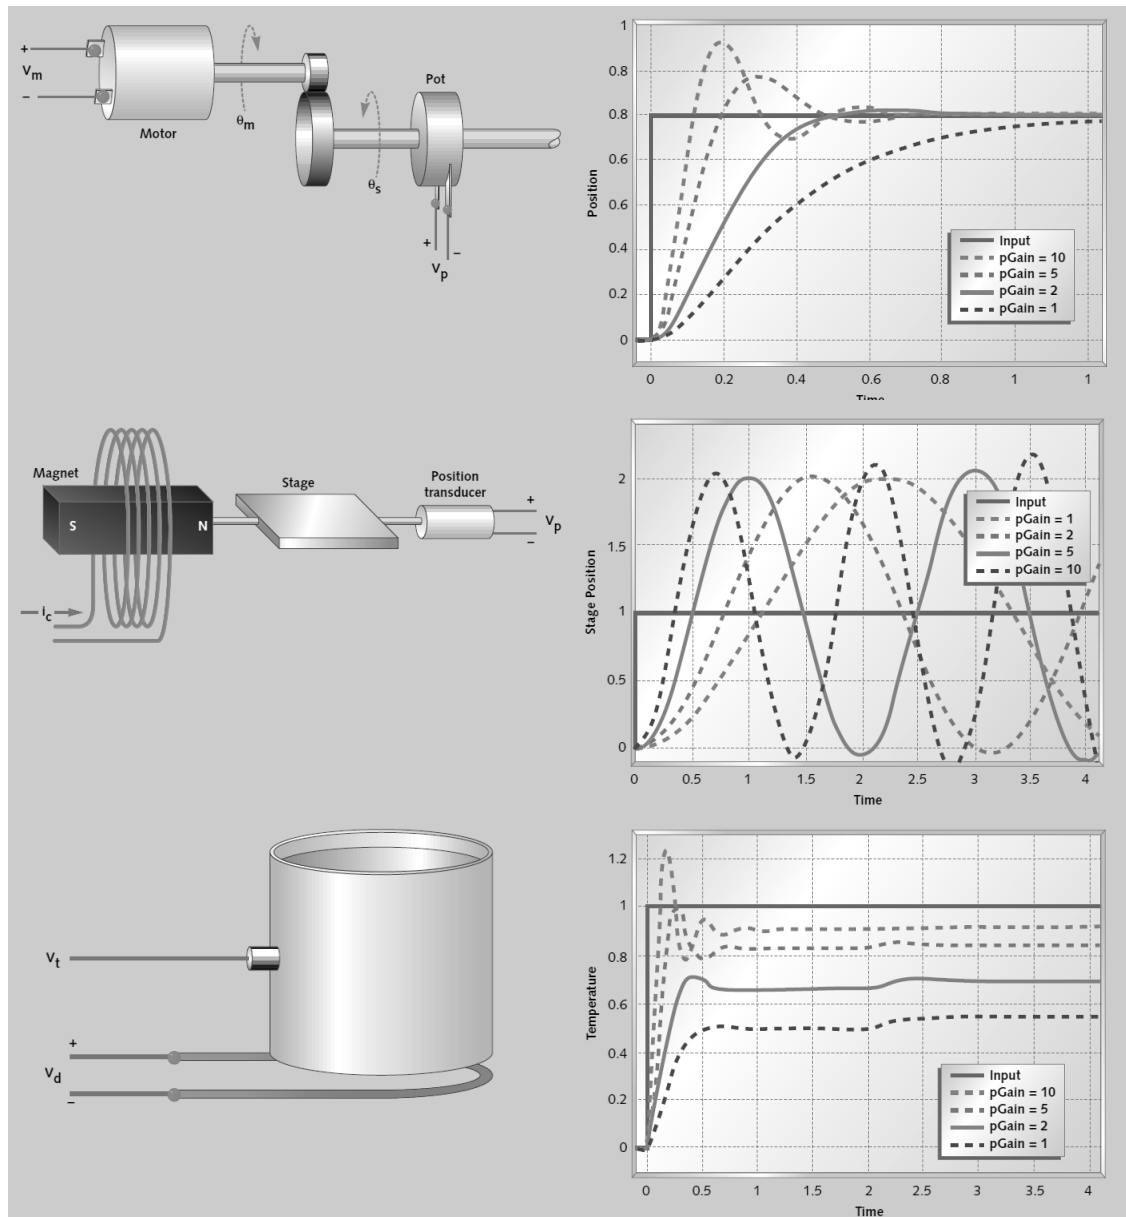 +
Vm
–
Motor
θm
θs
Pot
+
–
Vp
1
0.8
0.8
0.6
0.4
0.2
0
Position
Input
pGain = 10
pGain = 5
pGain = 2
pGain = 1
0 0.2 0.4 0.6 0.8 1 1
Time
Magnet
S
N
ic
Stage
Position
transducer
+
Vp
–
2
1.5
1
0.5
0
Stage Position
Input
pGain = 1
pGain = 2
pGain = 5
pGain = 10
0 0.5 1 1.5 2 2.5 3 3.5 4
Time
Vt
+
Vd
–
1.2
1
0.8
0.6
0.4
0.2
0
Temperature
Input
pGain = 10
pGain = 5
pGain = 2
pGain = 1
0 0.5 1 1.5 2 2.5 3 3.5 4
Time